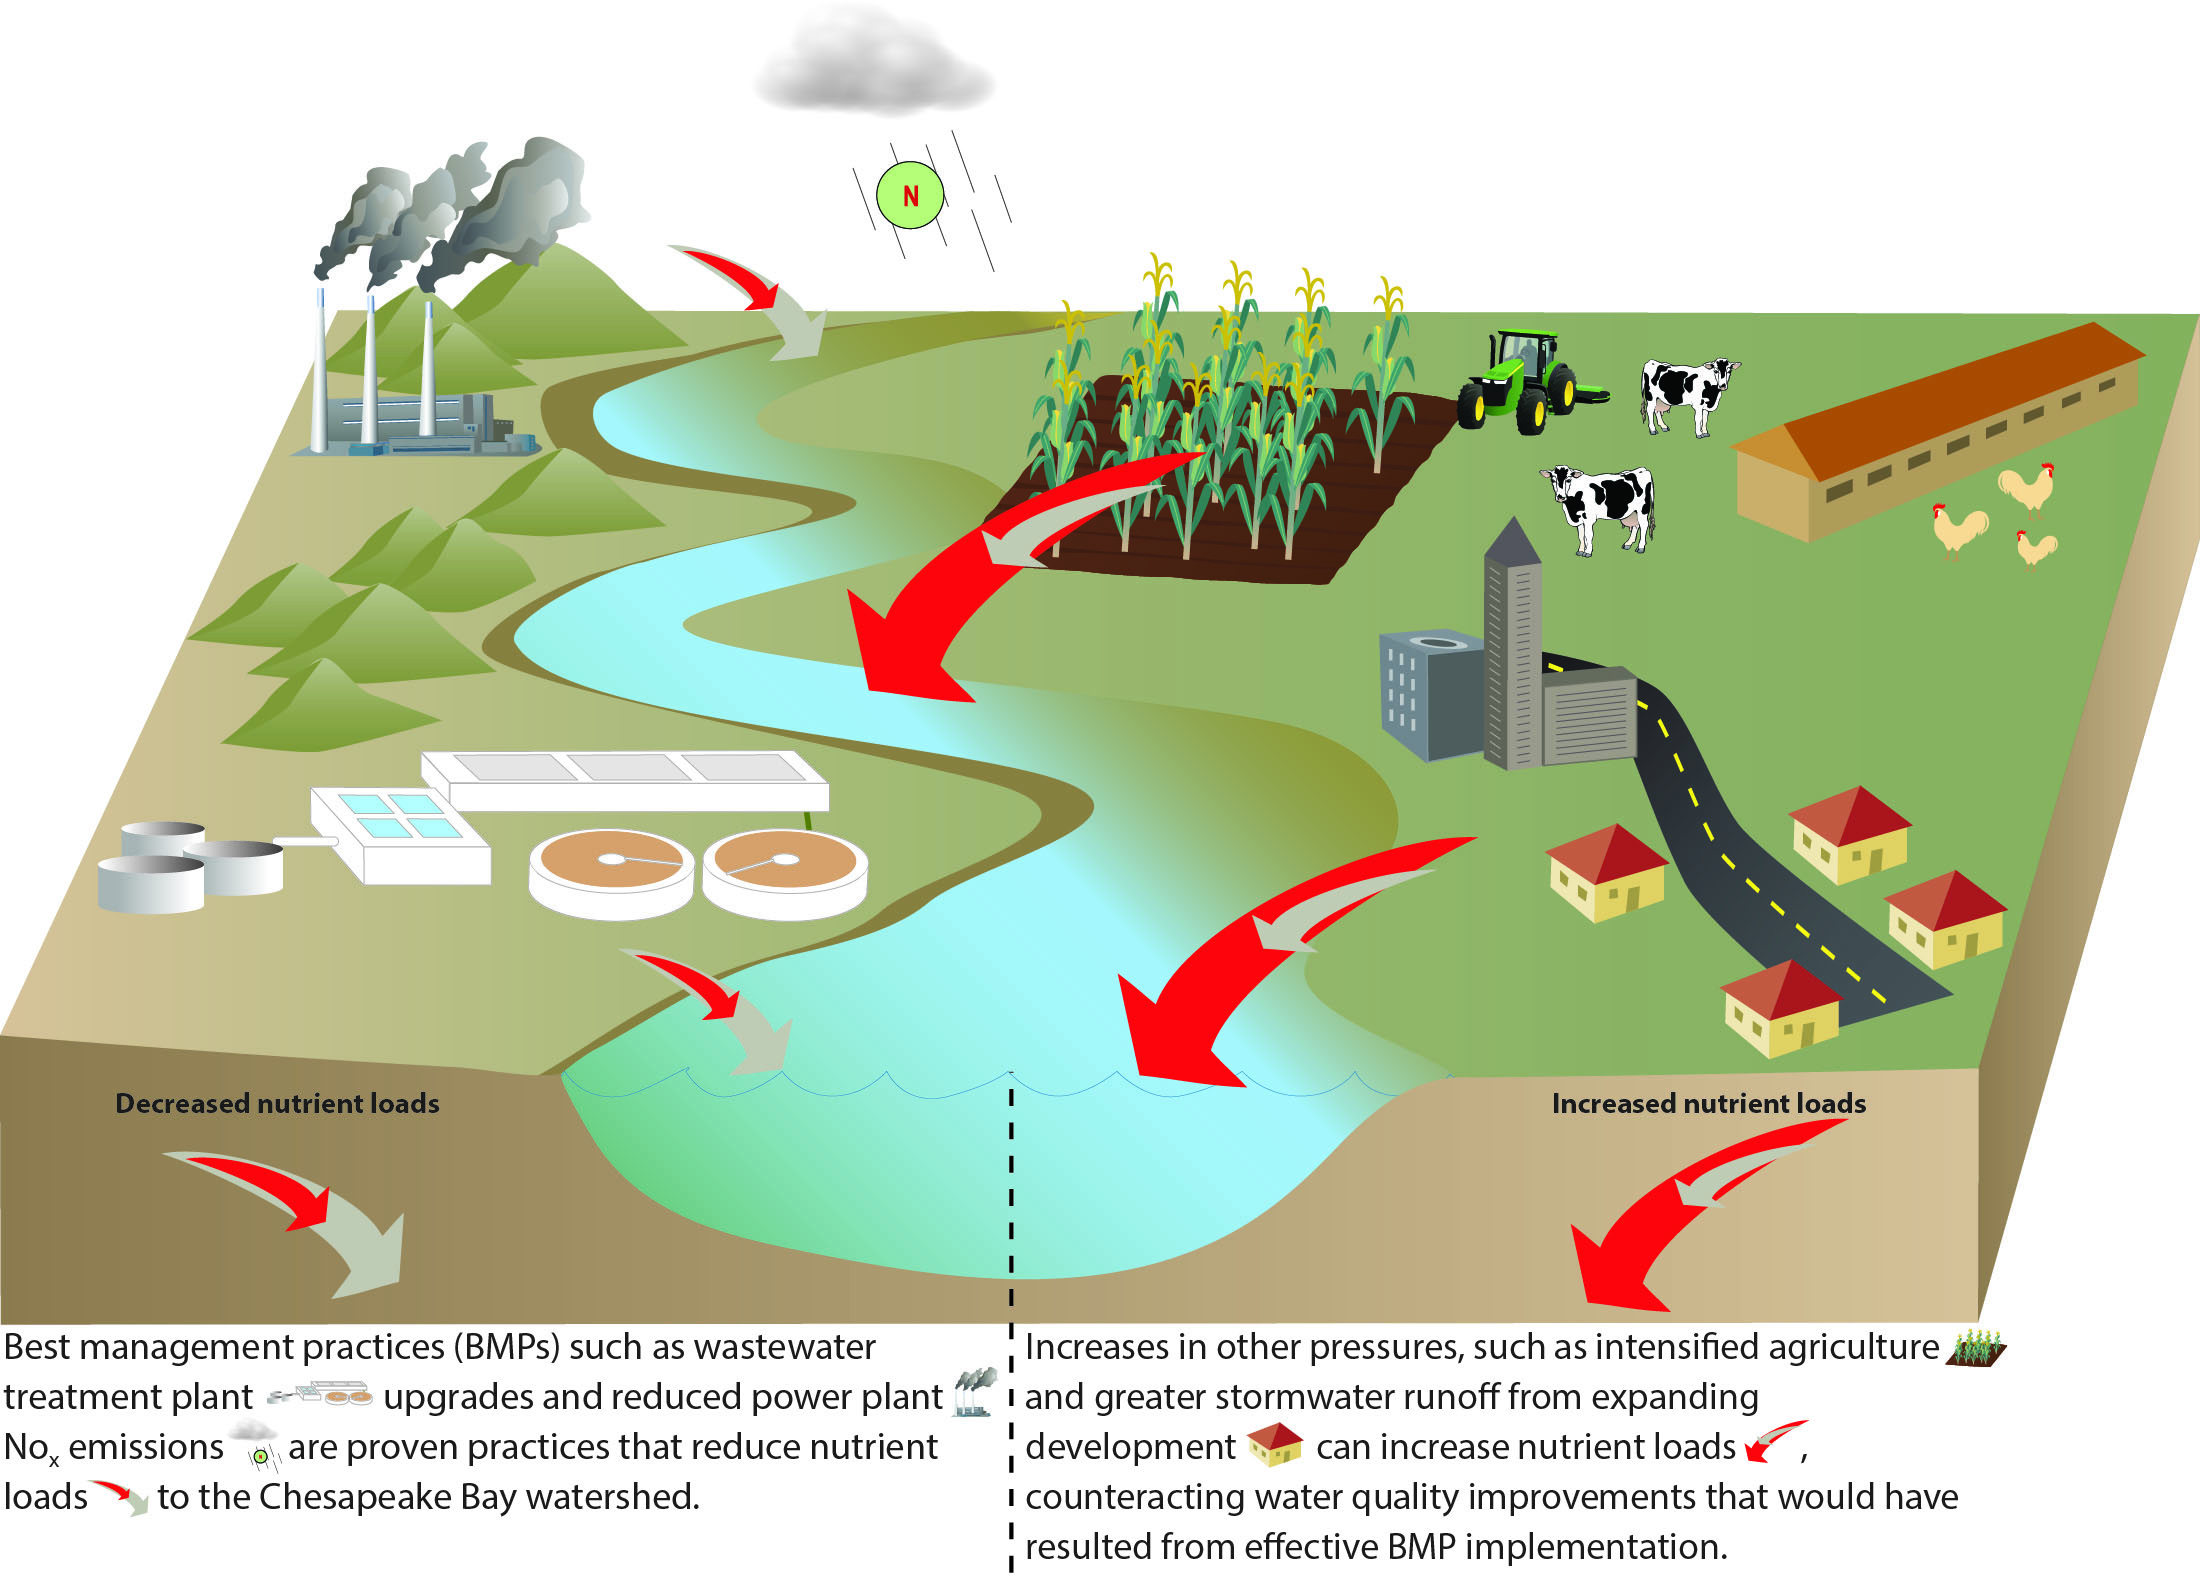 N
Decreased nutrient loads
Increased nutrient loads
Best management practices (BMPs) such as wastewater
treatment plant upgrades and reduced power plant
Nox emissions are proven practices that reduce nutrient
loads to the Chesapeake Bay watershed.
Increases in other pressures, such as intensified agriculture
and greater stormwater runoff from expanding
development can increase nutrient loads ,
counteracting water quality improvements that would have
resulted from effective BMP implementation.